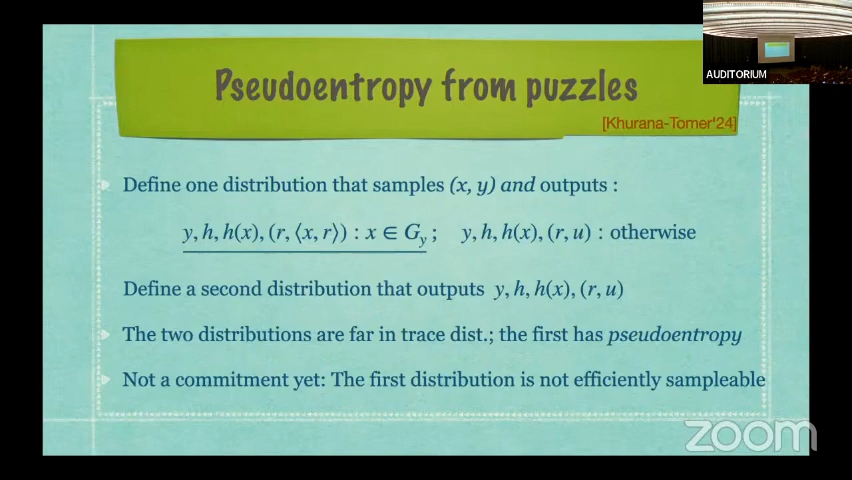 AUDITORIUM
Pseudoentropy from puzzles
[Khurana-Tomer'24]
Define one distribution that samples (x, y) and outputs :
y, h, h(x), (r, ⟨x, r⟩) : x ∈ G_y ; y, h, h(x), (r, u) : otherwise
Define a second distribution that outputs y, h, h(x), (r, u)
The two distributions are far in trace dist.; the first has pseudoentropy
Not a commitment yet: The first distribution is not efficiently sampleable
zoom